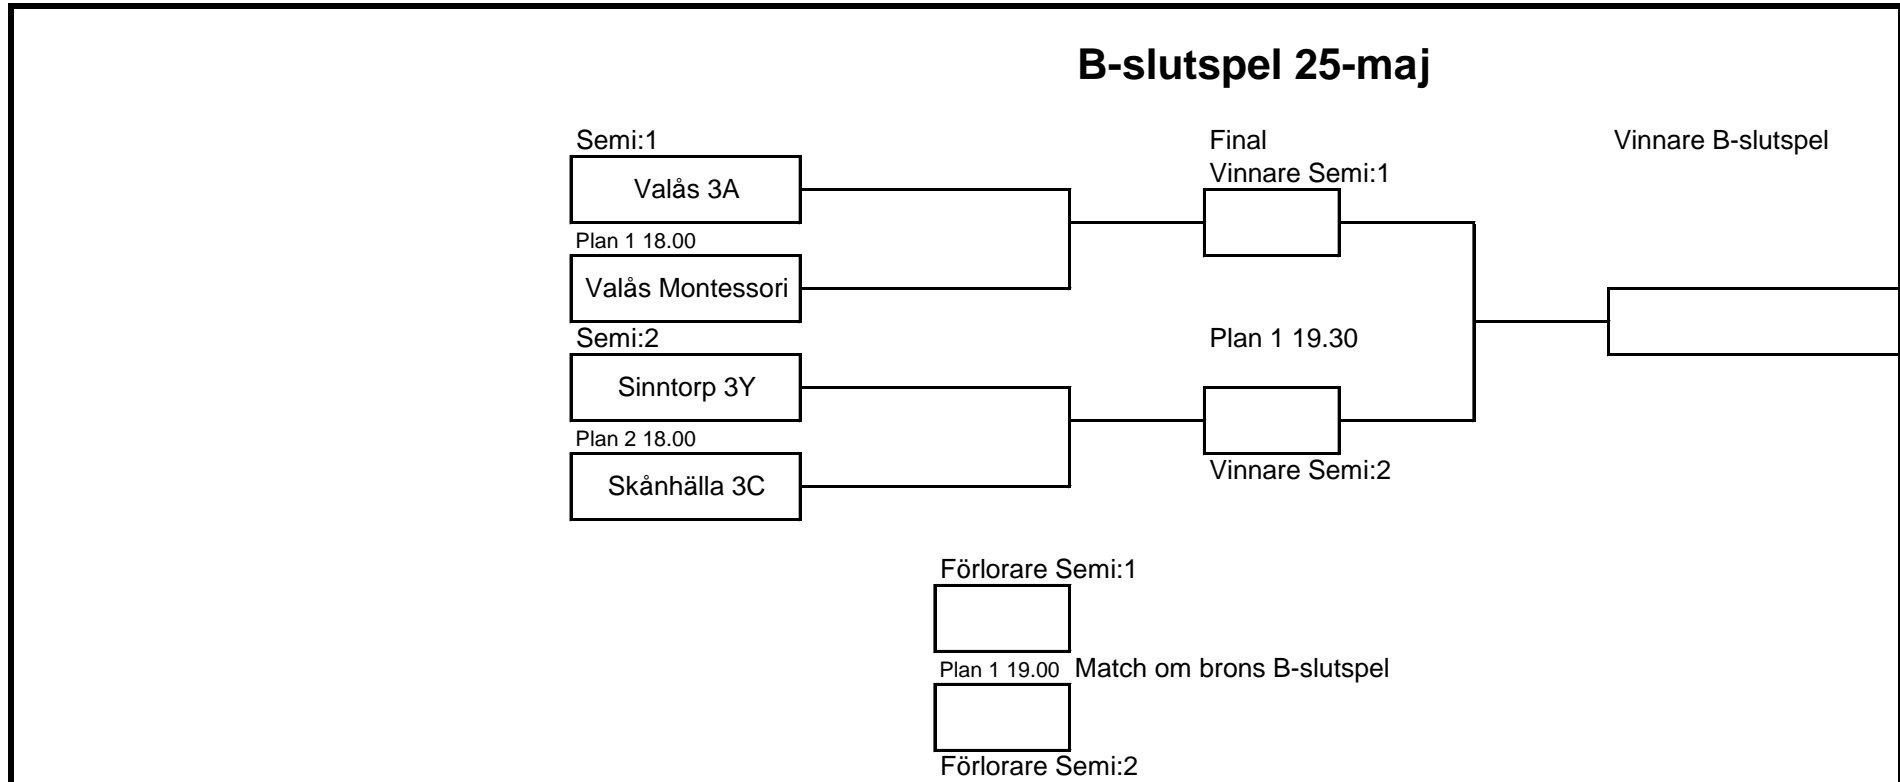 B-slutspel 25-maj
Semi:1
Final
Vinnare B-slutspel
Vinnare Semi:1
Valås 3A
Plan 1 18.00
Valås Montessori
Semi:2
Plan 1 19.30
Sinntorp 3Y
Plan 2 18.00
Vinnare Semi:2
Skånhälla 3C
Förlorare Semi:1
Plan 1 19.00 Match om brons B-slutspel
Förlorare Semi:2